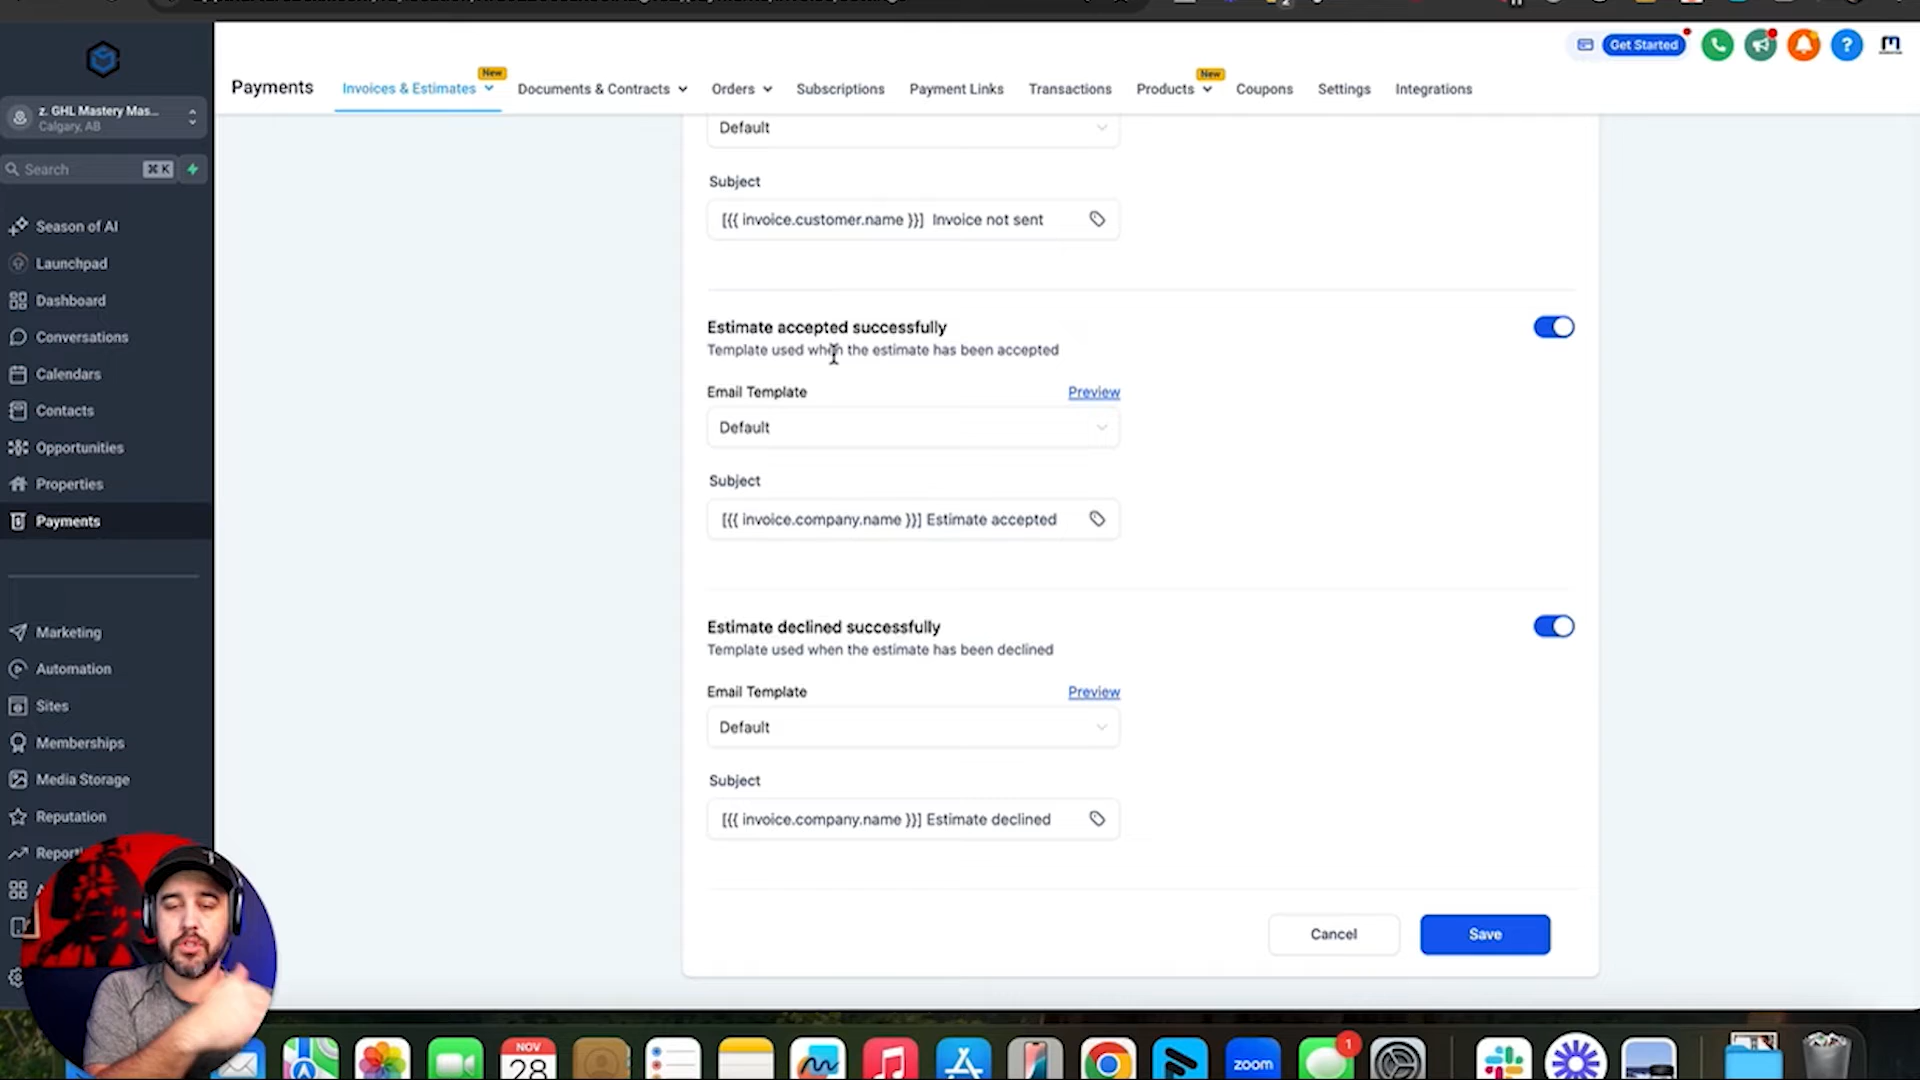 Get Started
Payments
Invoices & Estimates
New
Documents & Contracts
Orders
Subscriptions
Payment Links
Transactions
Products
New
Coupons
Settings
Integrations
z. GHL Mastery Mas...
Calgary, AB
Search
⌘ K
Season of AI
Launchpad
Dashboard
Conversations
Calendars
Contacts
Opportunities
Properties
Payments
Marketing
Automation
Sites
Memberships
Media Storage
Reputation
Default
Subject
[{{ invoice.customer.name }}] Invoice not sent
Estimate accepted successfully
Template used when the estimate has been accepted
Email Template
Preview
Default
Subject
[{{ invoice.company.name }}] Estimate accepted
Estimate declined successfully
Template used when the estimate has been declined
Email Template
Preview
Default
Subject
[{{ invoice.company.name }}] Estimate declined
Cancel
Save
NOV
28
zoom
1